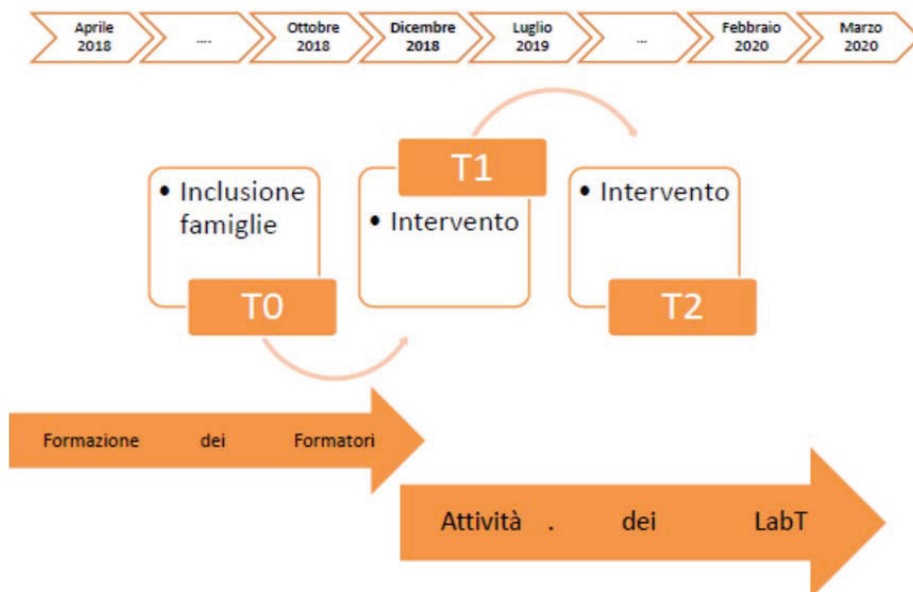 Aprile
2018
....
Ottobre
2018
Dicembre
2018
Luglio
2019
...
Febbraio
2020
Marzo
2020
• Inclusione
famiglie
T0
T1
• Intervento
• Intervento
T2
Formazione dei Formatori
Attività . dei LabT